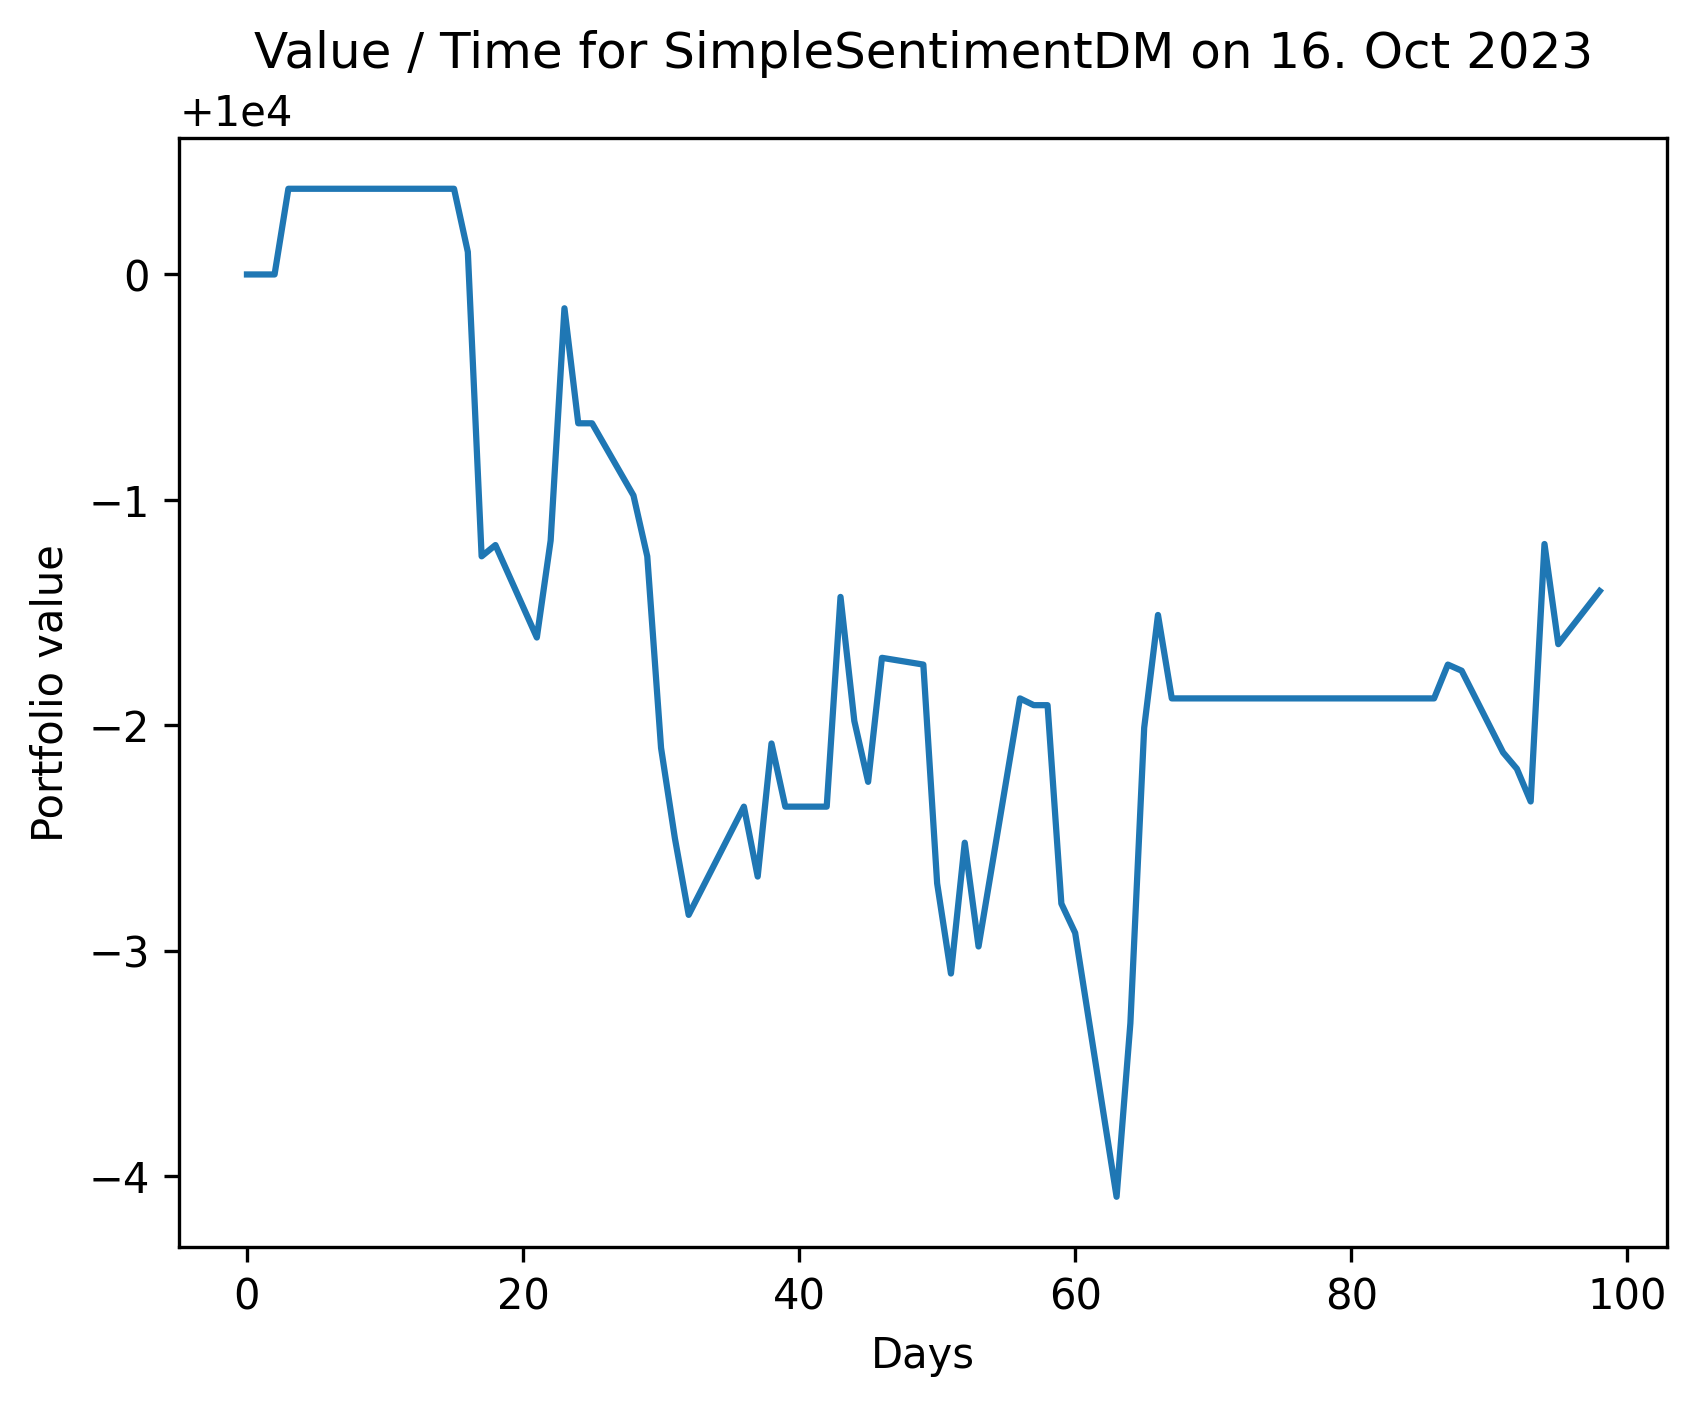 Value / Time for SimpleSentimentDM on 16. Oct 2023
+1e4
0
−1
−2
−3
−4
Portfolio value
0 20 40 60 80 100
Days